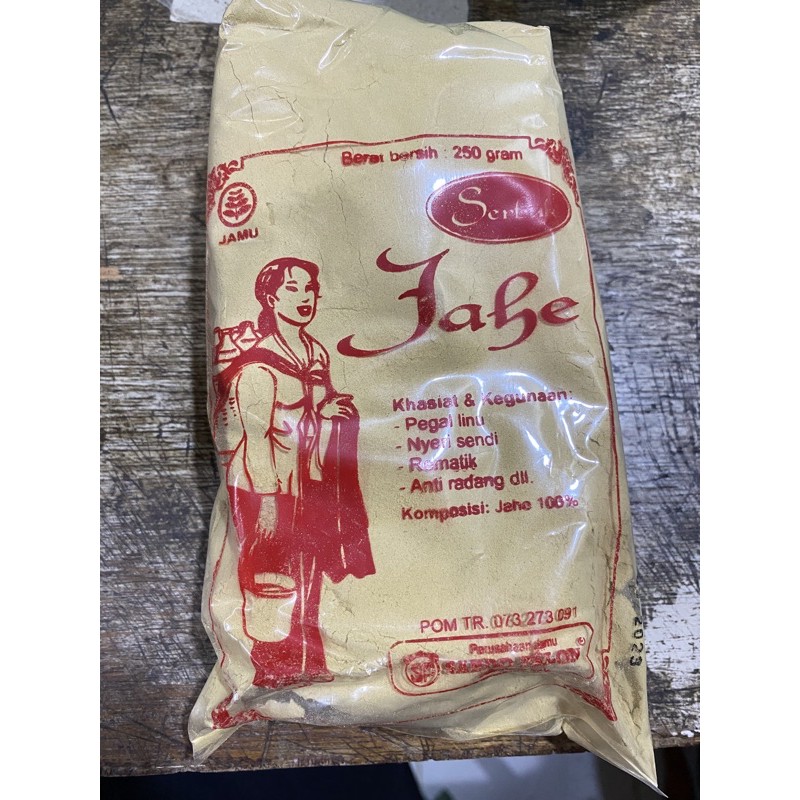 Berat bersih : 250 gram
JAMU
Serbuk
Jahe
Khasiat & Kegunaan:
- Pegal linu
- Nyeri sendi
- Rematik
- Anti radang dll.
Komposisi: Jahe 100%
POM TR. 073 273 091
Perusahaan Jamu
2023